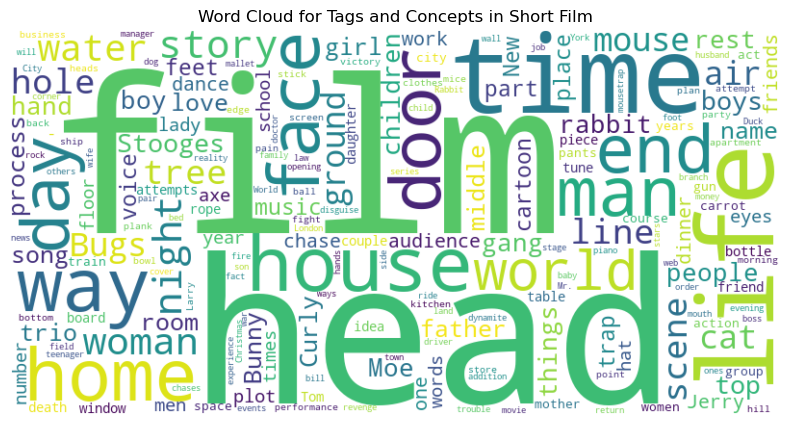 Word Cloud for Tags and Concepts in Short Film
film
head
time
life
face
door
house
home
way
day
man
end
world
night
woman
water
story
hole
hand
tree
mouse
air
rest
act
boys
name
friends
girl
work
city
New
York
part
place
children
feet
dance
boy
love
lady
school
ground
daughter
Stooges
process
voice
attempts
axe
rope
music
floor
Bugs
song
train
year
chase
couple
audience
gang
middle
cartoon
rabbit
piece
pants
tune
line
scene
people
cat
top
Jerry
trio
room
number
window
men
space
plot
Bunny
times
Curly
Moe
idea
father
table
words
one
mother
things
trap
hat
women
group
friend
bottle
eyes
carrot
dinner
gun
years
course
death
board
bottom
field
teenager
chases
Tom
performance
events
revenge
bill
town
driver
kitchen
ride
land
dynamite
store
addition
trouble
movie
return
point
hill
boss
evening
morning
action
mouth
order
web
stars
baby
Mr.
piano
stage
side
hands
ways
fact
son
fire
Christmas
War
experience
Larry
bowl
cover
news
bed
pair
plank
others
ship
wife
rock
back
corner
City
will
business
manager
dog
mallet
heads
victory
stick
edge
screen
pain
doctor
family
law
opening
reality
World
ball
series
fight
London
disguise
clothes
mice
child
Rabbit
wall
job
mousetrap
plan
attempt
husband
foot
party
Duck
apartment
branch
money
ones